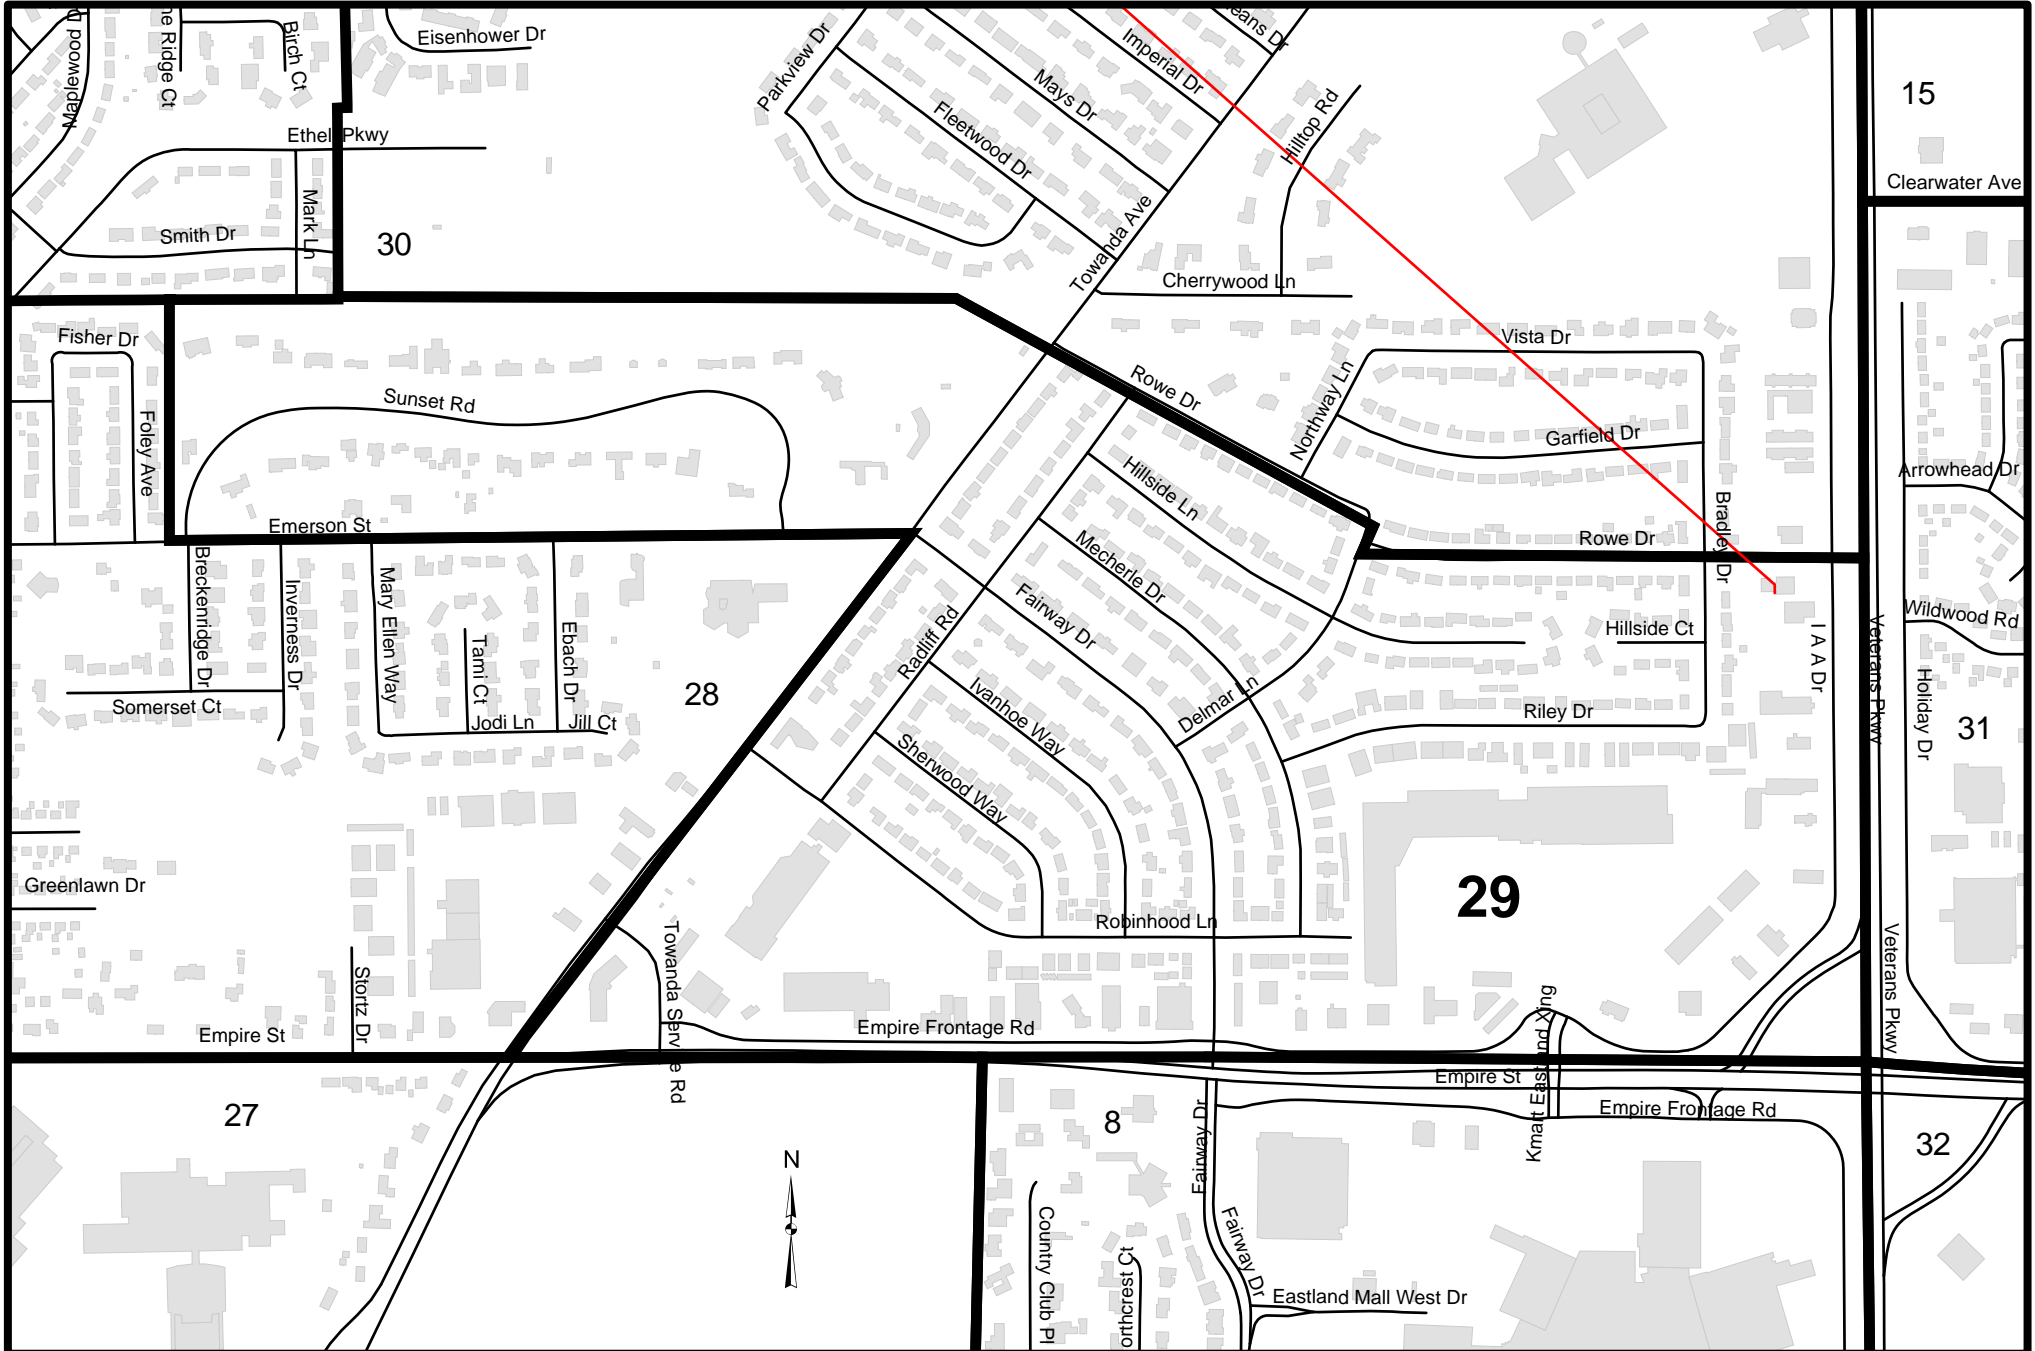 Maplewood D
ne Ridge Ct
Birch Ct
Eisenhower Dr
Parkview Dr
Imperial Dr
eans Dr
Mays Dr
Fleetwood Dr
Hilltop Rd
15
Clearwater Ave
Ethell Pkwy
Mark Ln
Smith Dr
30
Towanda Ave
Cherrywood Ln
Fisher Dr
Foley Ave
Sunset Rd
Rowe Dr
Northway Ln
Vista Dr
Garfield Dr
Arrowhead Dr
Hillside Ln
Emerson St
Bradley Dr
Rowe Dr
Mecherle Dr
Fairway Dr
Breckenridge Dr
Inverness Dr
Mary Ellen Way
Tami Ct
Ebach Dr
Radliff Rd
Hillside Ct
I A A Dr
Veterans Pkwy
Wildwood Rd
Holiday Dr
28
Somerset Ct
Jodi Ln
Jill Ct
Ivanhoe Way
Delmar Ln
Riley Dr
31
Sherwood Way
Greenlawn Dr
29
Robinhood Ln
Towanda Service Rd
Stortz Dr
Veterans Pkwy
Empire St
Empire Frontage Rd
Kmart Eastland Xing
Empire St
Empire Frontage Rd
27
8
32
Fairway Dr
N
Country Club Pl
orthcrest Ct
Fairway Dr
Eastland Mall West Dr